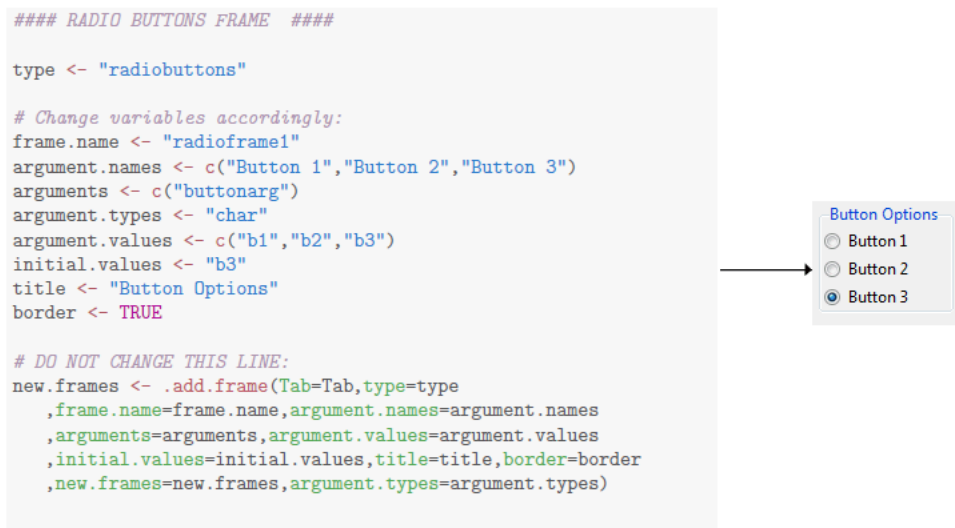 #### RADIO BUTTONS FRAME ####
type <- "radiobuttons"
# Change variables accordingly:
frame.name <- "radioframe1"
argument.names <- c("Button 1","Button 2","Button 3")
arguments <- c("buttonarg")
argument.types <- "char"
argument.values <- c("b1","b2","b3")
initial.values <- "b3"
title <- "Button Options"
border <- TRUE
# DO NOT CHANGE THIS LINE:
new.frames <- .add.frame(Tab=Tab,type=type
,frame.name=frame.name,argument.names=argument.names
,arguments=arguments,argument.values=argument.values
,initial.values=initial.values,title=title,border=border
,new.frames=new.frames,argument.types=argument.types)
Button Options
Button 1
Button 2
Button 3